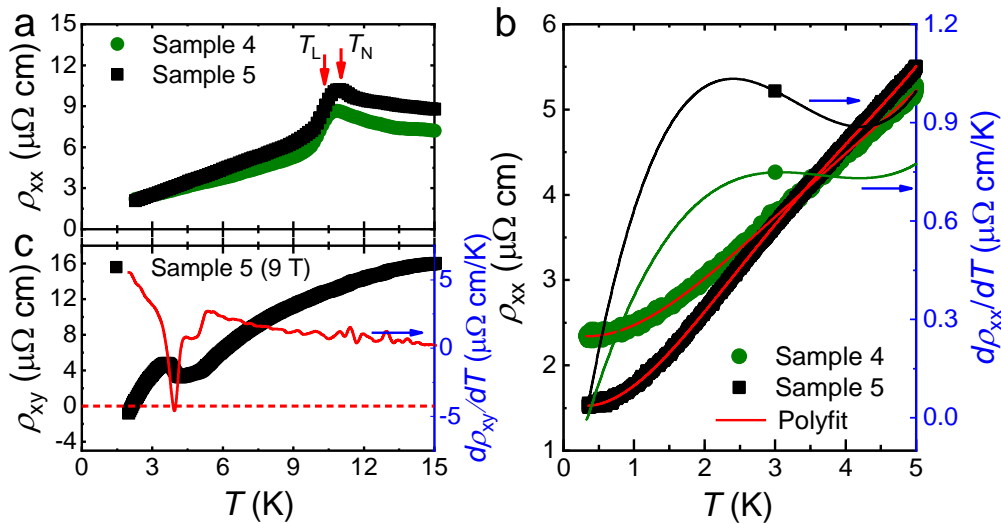 a
Sample 4
Sample 5
T_L
T_N
15
12
9
6
3
0
ρ_xx (μΩ cm)
c
Sample 5 (9 T)
16
12
8
4
0
-4
ρ_xy (μΩ cm)
5
0
-5
dρ_xy/dT (μΩ cm/K)
0 3 6 9 12 15
T (K)
b
6
5
4
3
2
1
ρ_xx (μΩ cm)
1.2
0.9
0.6
0.3
0.0
dρ_xx/dT (μΩ cm/K)
Sample 4
Sample 5
Polyfit
0 1 2 3 4 5
T (K)